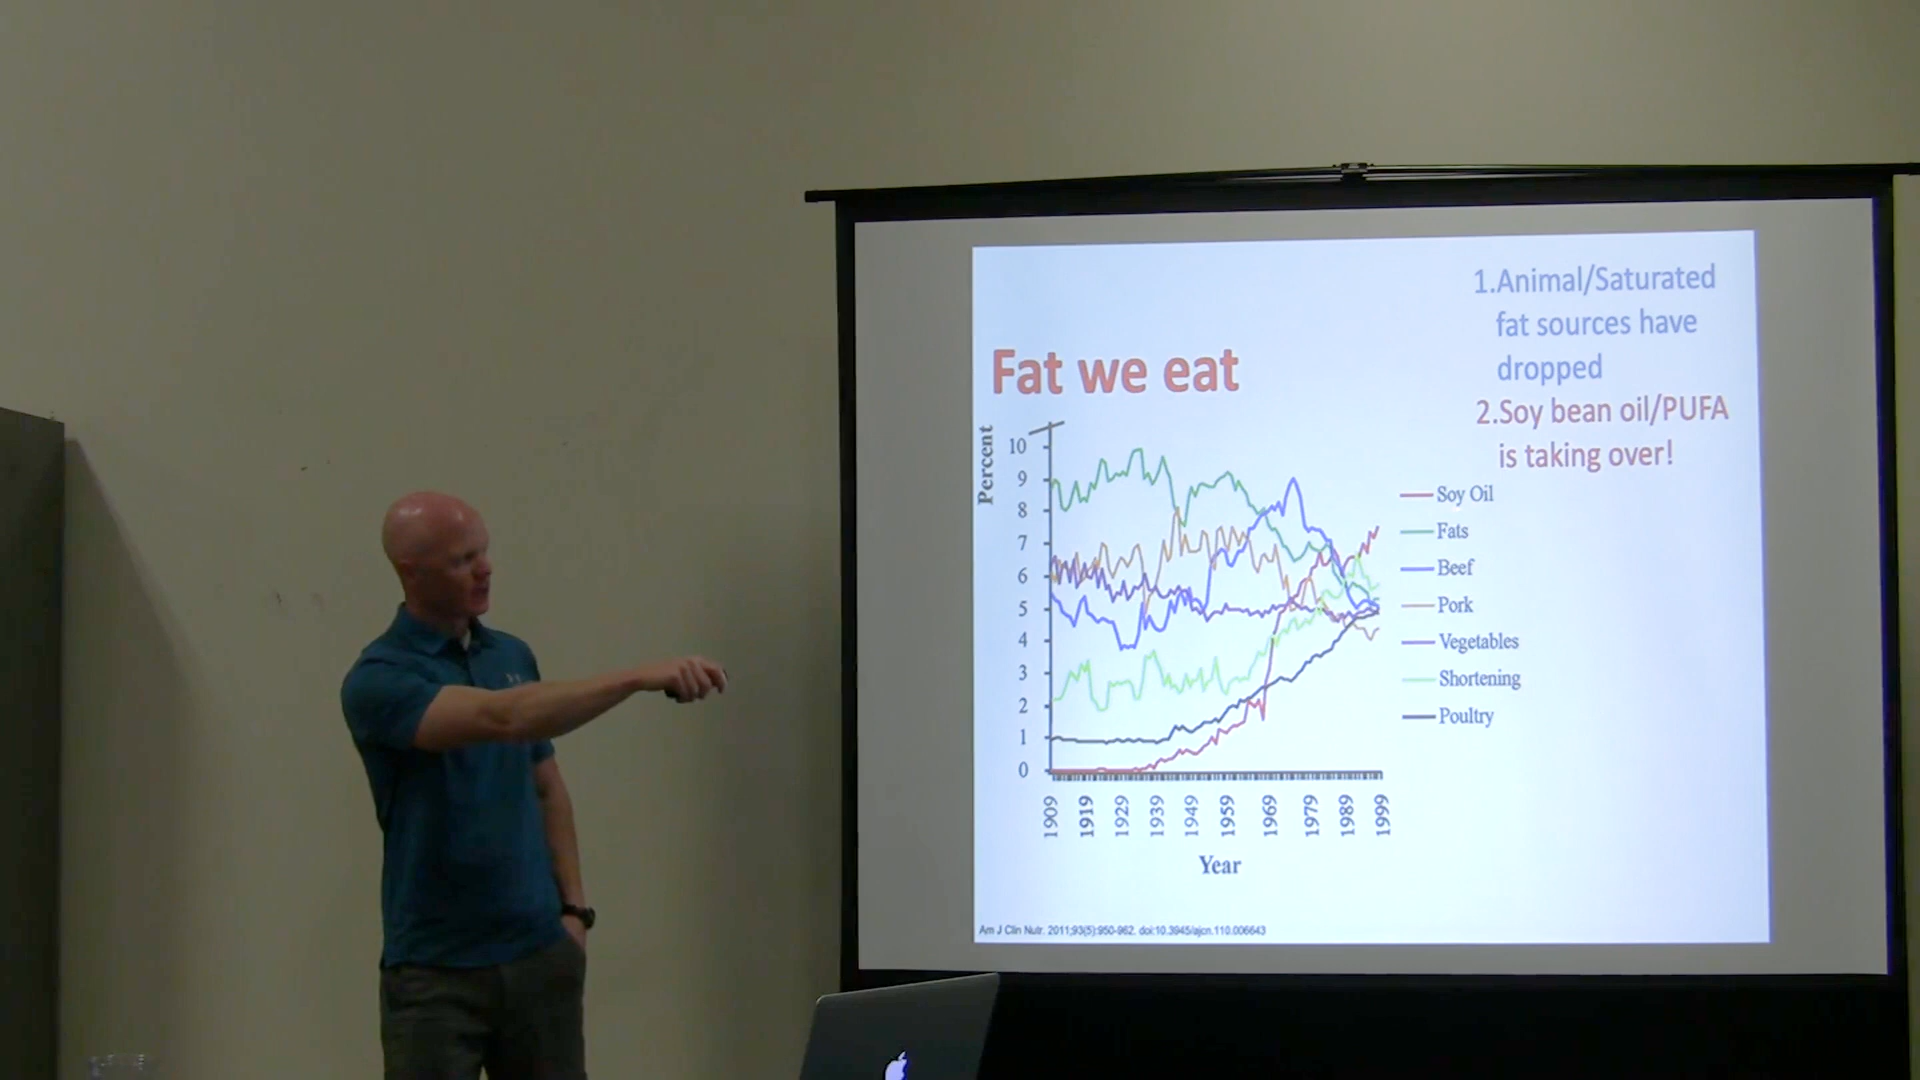 1.Animal/Saturated
fat sources have
dropped
2.Soy bean oil/PUFA
is taking over!
Fat we eat
Percent
10
9
8
7
6
5
4
3
2
1
0
1909
1919
1929
1939
1949
1959
1969
1979
1989
1999
Year
Soy Oil
Fats
Beef
Pork
Vegetables
Shortening
Poultry
Am J Clin Nutr. 2011;93(5):950-962. doi:10.3945/ajcn.110.006643